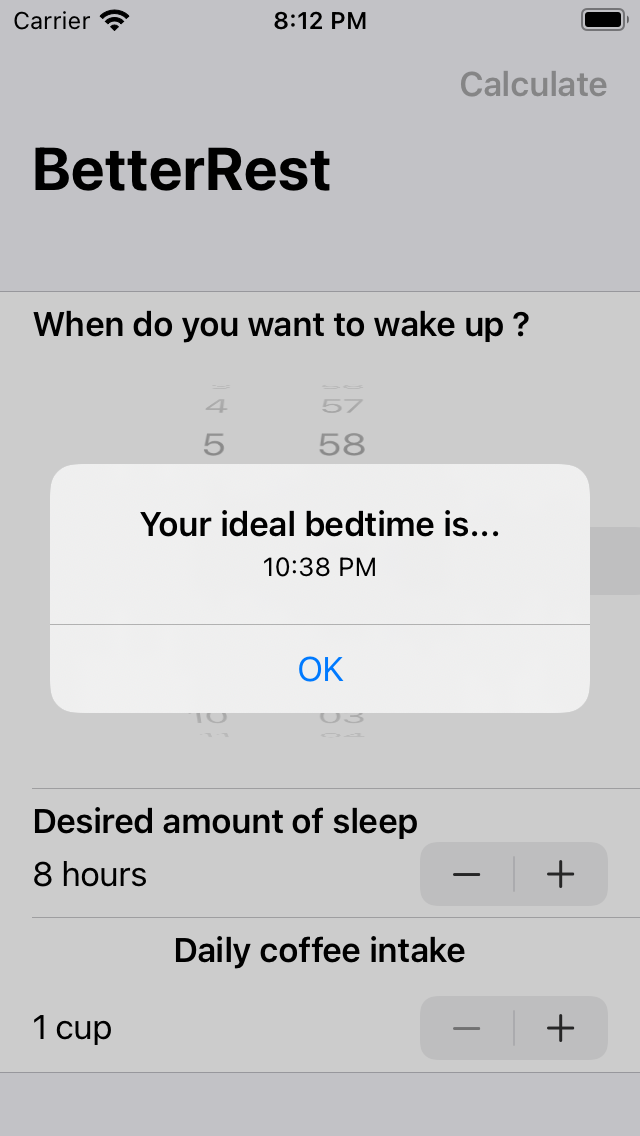 Carrier 8:12 PM
Calculate
BetterRest
When do you want to wake up ?
4 57
5 58
Your ideal bedtime is...
10:38 PM
OK
10 03
11 04
Desired amount of sleep
8 hours
Daily coffee intake
1 cup